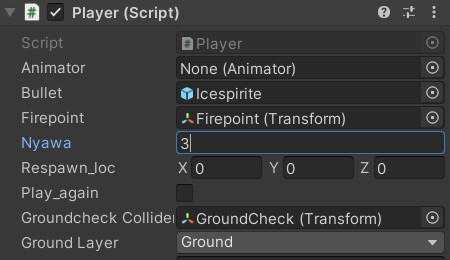 # Player (Script)
Script # Player
Animator None (Animator)
Bullet Icespirite
Firepoint Firepoint (Transform)
Nyawa 3
Respawn_loc X 0 Y 0 Z 0
Play_again
Groundcheck Collider GroundCheck (Transform)
Ground Layer Ground